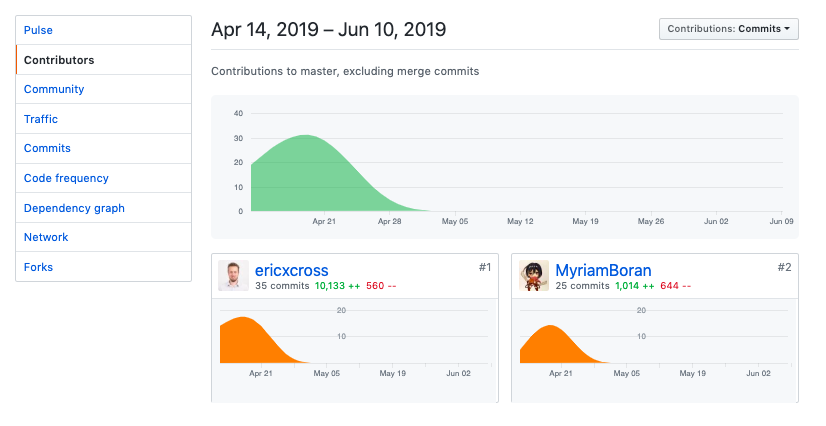 Pulse
Contributors
Community
Traffic
Commits
Code frequency
Dependency graph
Network
Forks
Apr 14, 2019 – Jun 10, 2019
Contributions: Commits
Contributions to master, excluding merge commits
40
30
20
10
0
Apr 21 Apr 28 May 05 May 12 May 19 May 26 Jun 02 Jun 09
ericxcross #1
35 commits 10,133 ++ 560 --
20
10
Apr 21 May 05 May 19 Jun 02
MyriamBoran #2
25 commits 1,014 ++ 644 --
20
10
Apr 21 May 05 May 19 Jun 02